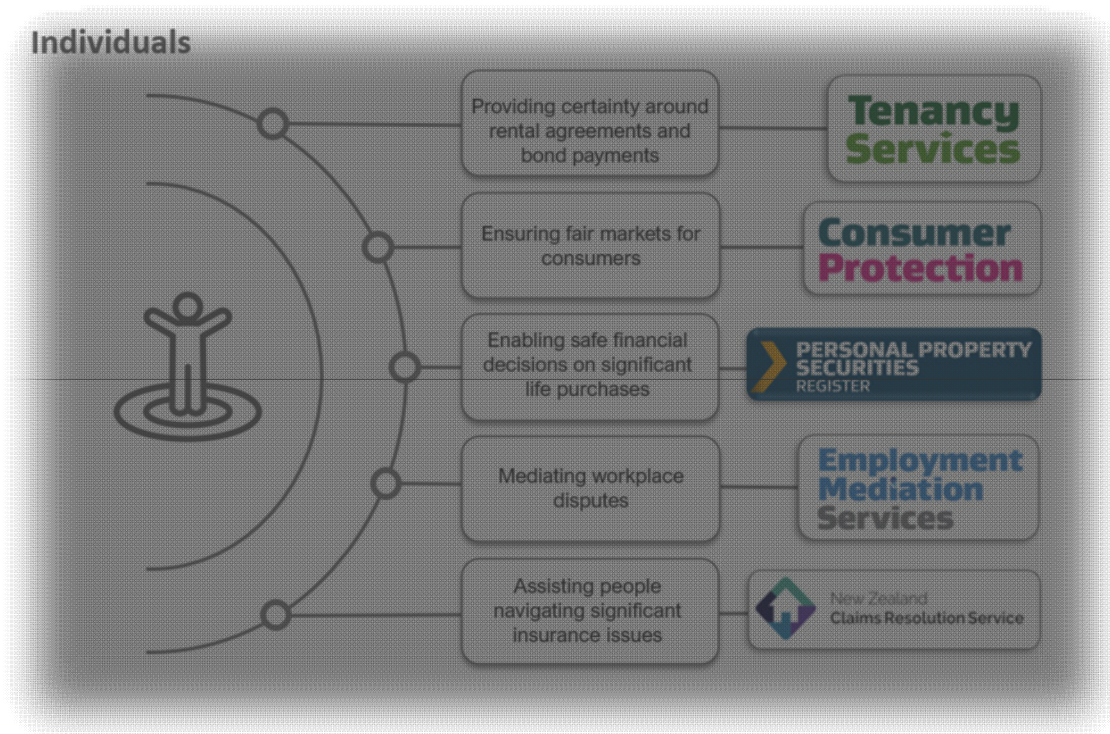 Individuals
Providing certainty around
rental agreements and
bond payments
Tenancy
Services
Ensuring fair markets for
consumers
Consumer
Protection
Enabling safe financial
decisions on significant
life purchases
PERSONAL PROPERTY
SECURITIES
REGISTER
Mediating workplace
disputes
Employment
Mediation
Services
Assisting people
navigating significant
insurance issues
New Zealand
Claims Resolution Service